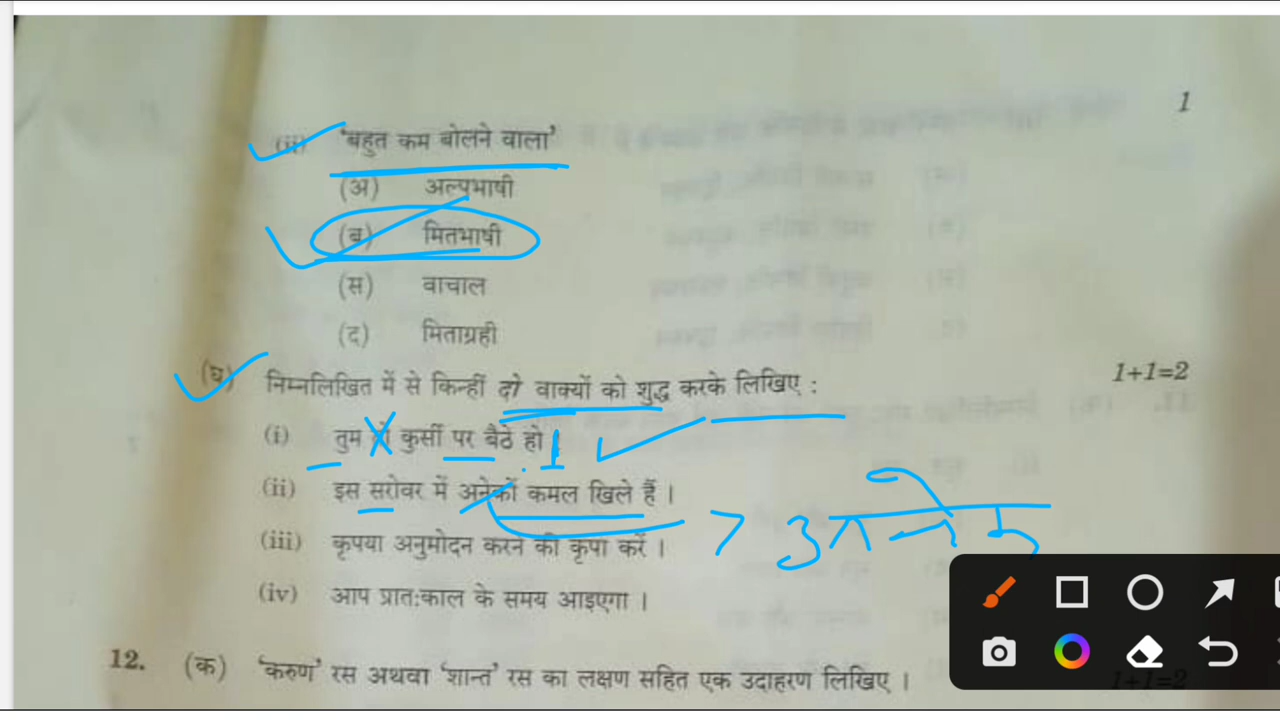 1
(ii) 'बहुत कम बोलने वाला'
(अ) अल्पभाषी
(ब) मितभाषी
(स) वाचाल
(द) मिताग्रही
(घ) निम्नलिखित में से किन्हीं दो वाक्यों को शुद्ध करके लिखिए : 1+1=2
(i) तुम कुर्सी पर बैठे हो
(ii) इस सरोवर में अनेकों कमल खिले हैं ।
> अनेक
(iii) कृपया अनुमोदन करने की कृपा करें ।
(iv) आप प्रात:काल के समय आइएगा ।
12. (क) 'करुण' रस अथवा 'शान्त' रस का लक्षण सहित एक उदाहरण लिखिए । 1+1=2